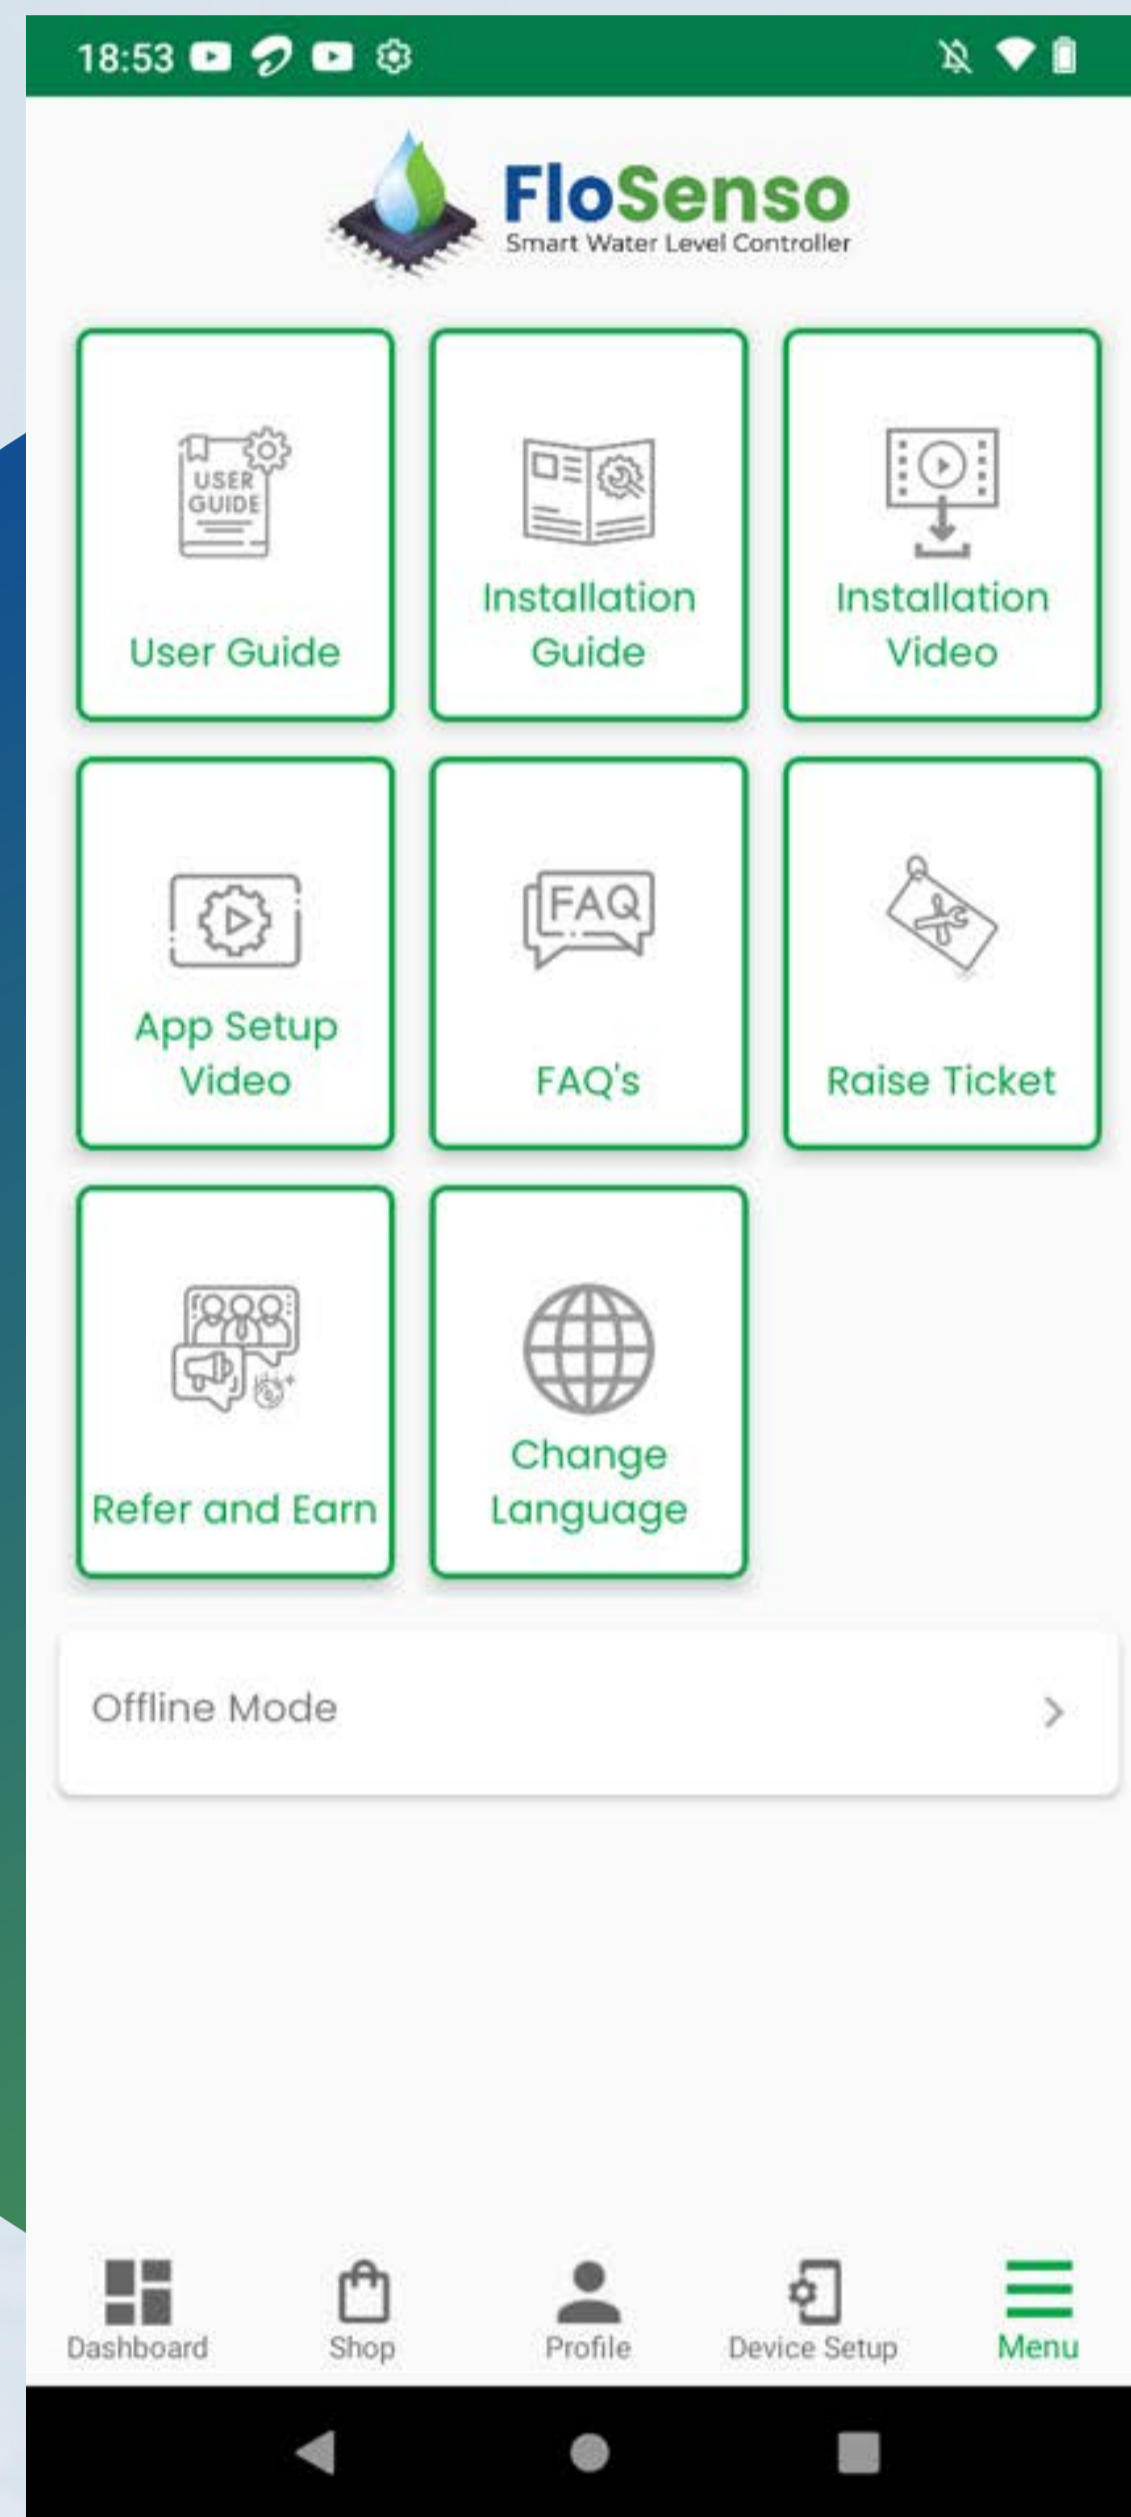 18:53
FloSenso
Smart Water Level Controller
USER
GUIDE
User Guide
Installation
Guide
Installation
Video
App Setup
Video
FAQ
FAQ's
Raise Ticket
Refer and Earn
Change
Language
Offline Mode
Dashboard
Shop
Profile
Device Setup
Menu